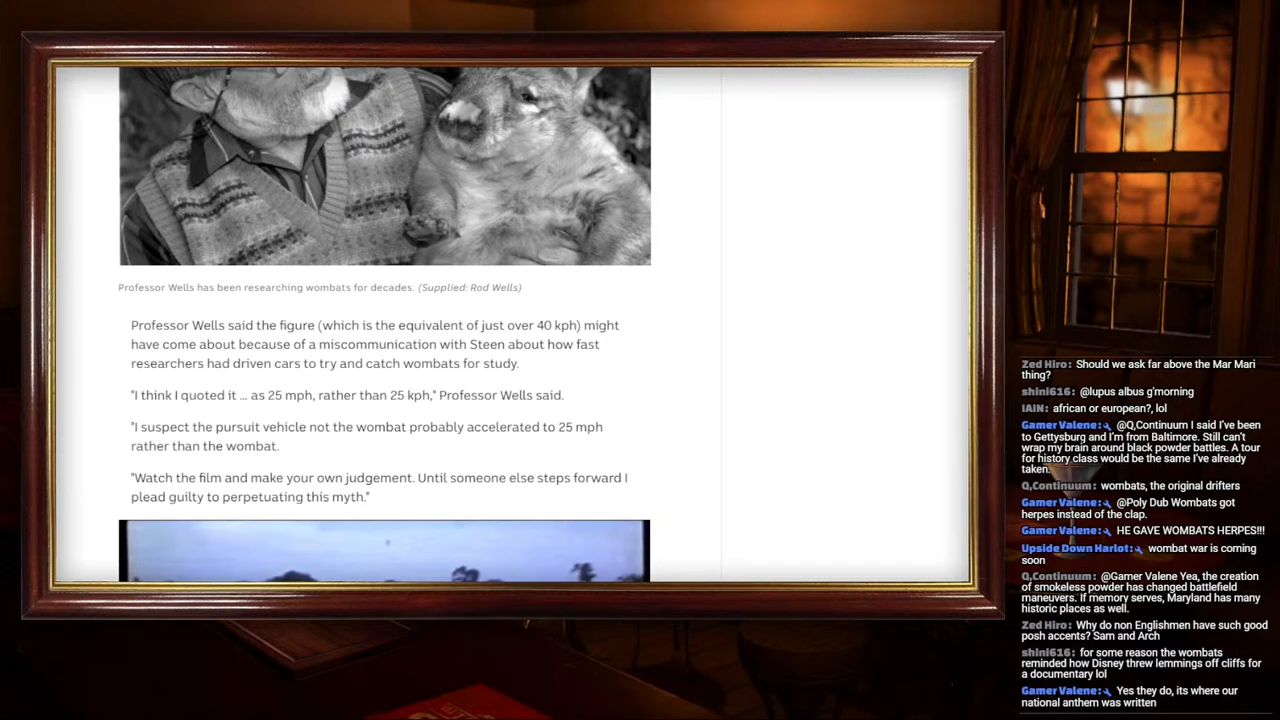 Professor Wells has been researching wombats for decades. (Supplied: Rod Wells)
Professor Wells said the figure (which is the equivalent of just over 40 kph) might
have come about because of a miscommunication with Steen about how fast
researchers had driven cars to try and catch wombats for study.
"I think I quoted it ... as 25 mph, rather than 25 kph," Professor Wells said.
"I suspect the pursuit vehicle not the wombat probably accelerated to 25 mph
rather than the wombat.
"Watch the film and make your own judgement. Until someone else steps forward I
plead guilty to perpetuating this myth."
Zed Hiro: Should we ask far above the Mar Mari
thing?
shini616: @lupus albus g'morning
IAIN: african or european?, lol
Gamer Valene: @Q,Continuum I said I've been
to Gettysburg and I'm from Baltimore. Still can't
wrap my brain around black powder battles. A tour
for history class would be the same I've already
taken.
Q,Continuum: wombats, the original drifters
Gamer Valene: @Poly Dub Wombats got
herpes instead of the clap.
Gamer Valene: HE GAVE WOMBATS HERPES!!!
Upside Down Harlot: wombat war is coming
soon
Q,Continuum: @Gamer Valene Yea, the creation
of smokeless powder has changed battlefield
maneuvers. If memory serves, Maryland has many
historic places as well.
Zed Hiro: Why do non Englishmen have such good
posh accents? Sam and Arch
shini616: for some reason the wombats
reminded how Disney threw lemmings off cliffs for
a documentary lol
Gamer Valene: Yes they do, its where our
national anthem was written